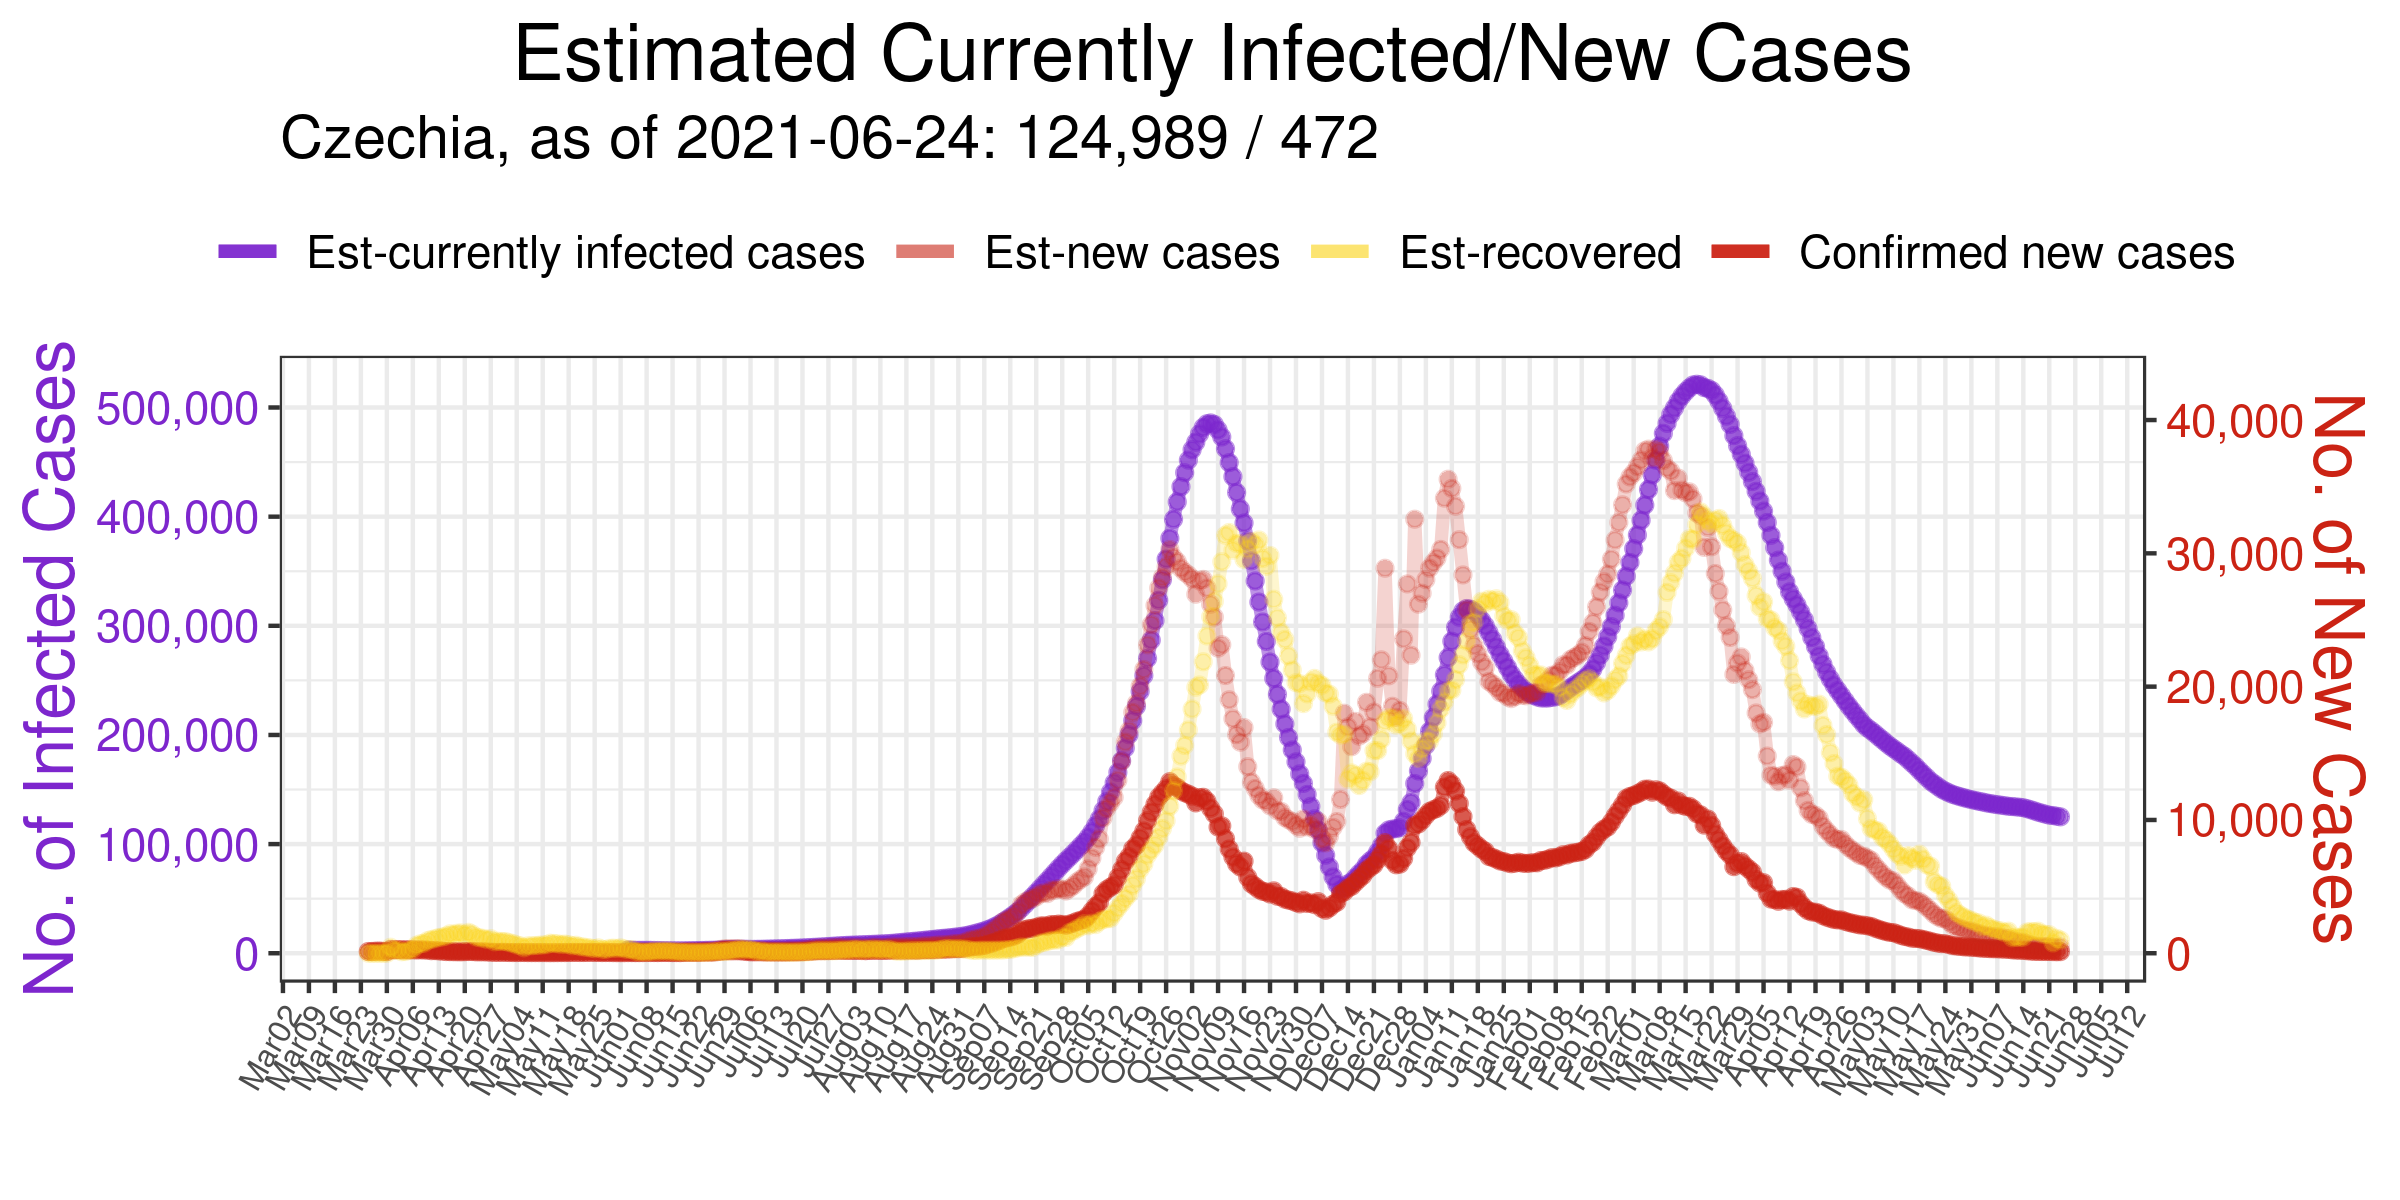 Estimated Currently Infected/New Cases
Czechia, as of 2021-06-24: 124,989 / 472
Est-currently infected cases Est-new cases Est-recovered Confirmed new cases
No. of Infected Cases
500,000
400,000
300,000
200,000
100,000
0
40,000
30,000
20,000
10,000
0
No. of New Cases
Mar02 Mar09 Mar16 Mar23 Mar30 Apr06 Apr13 Apr20 Apr27 May04 May11 May18 May25 Jun01 Jun08 Jun15 Jun22 Jun29 Jul06 Jul13 Jul20 Jul27 Aug03 Aug10 Aug17 Aug24 Aug31 Sep07 Sep14 Sep21 Sep28 Oct05 Oct12 Oct19 Oct26 Nov02 Nov09 Nov16 Nov23 Nov30 Dec07 Dec14 Dec21 Dec28 Jan04 Jan11 Jan18 Jan25 Feb01 Feb08 Feb15 Feb22 Mar01 Mar08 Mar15 Mar22 Mar29 Apr05 Apr12 Apr19 Apr26 May03 May10 May17 May24 May31 Jun07 Jun14 Jun21 Jun28 Jul05 Jul12